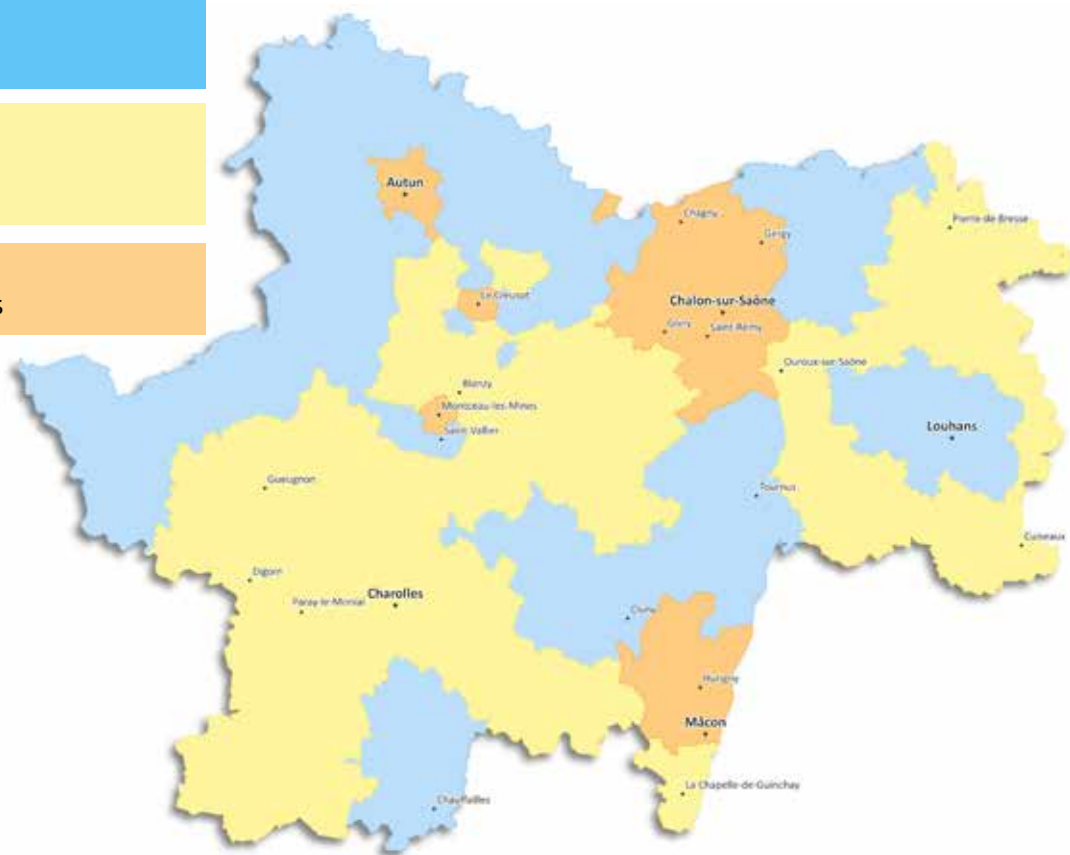 s
Autun
Chagny
Gergy
Pierre-de-Bresse
Le Creusot
Chalon-sur-Saône
Givry
Saint-Rémy
Ouroux-sur-Saône
Blanzy
Montceau-les-Mines
Saint-Vallier
Louhans
Gueugnon
Tournus
Cuiseaux
Digoin
Paray-le-Monial
Charolles
Cluny
Hurigny
Mâcon
La Chapelle-de-Guinchay
Chauffailles